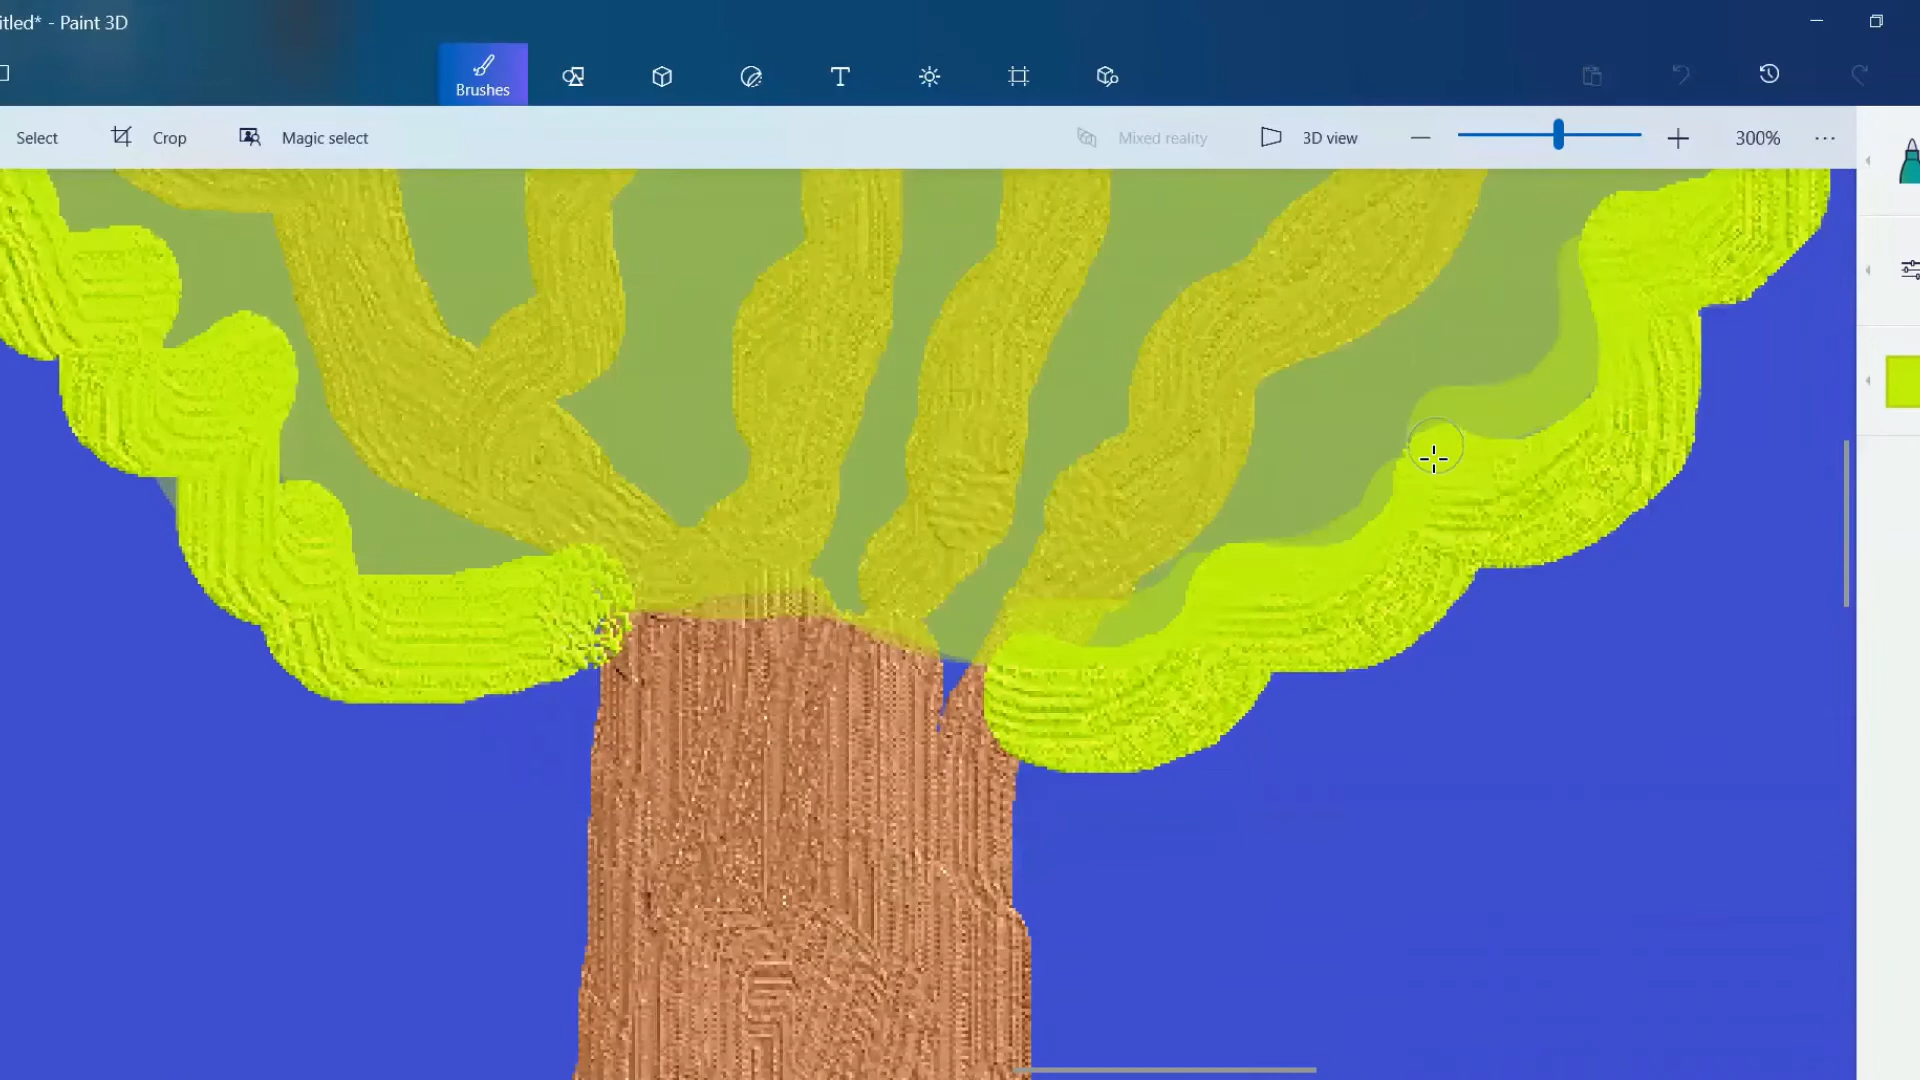 itled* - Paint 3D
Brushes
Select Crop Magic select Mixed reality 3D view 300%